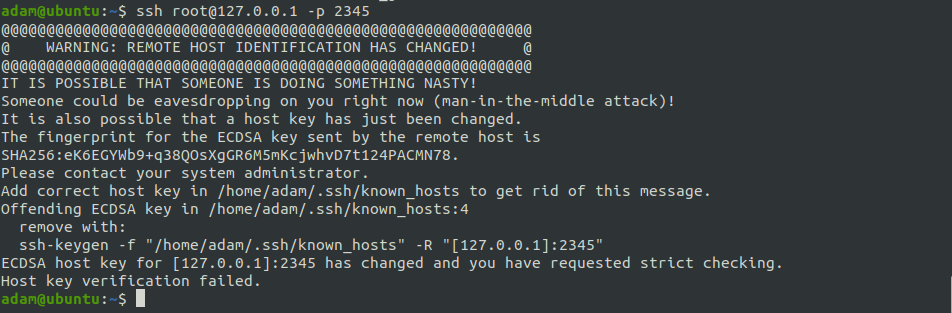 adam@ubuntu:~$ ssh root@127.0.0.1 -p 2345
@@@@@@@@@@@@@@@@@@@@@@@@@@@@@@@@@@@@@@@@@@@@@@@@@@@@@@@@@@@
@    WARNING: REMOTE HOST IDENTIFICATION HAS CHANGED!     @
@@@@@@@@@@@@@@@@@@@@@@@@@@@@@@@@@@@@@@@@@@@@@@@@@@@@@@@@@@@
IT IS POSSIBLE THAT SOMEONE IS DOING SOMETHING NASTY!
Someone could be eavesdropping on you right now (man-in-the-middle attack)!
It is also possible that a host key has just been changed.
The fingerprint for the ECDSA key sent by the remote host is
SHA256:eK6EGYWb9+q38QOsXgGR6M5mKcjwhvD7t124PACMN78.
Please contact your system administrator.
Add correct host key in /home/adam/.ssh/known_hosts to get rid of this message.
Offending ECDSA key in /home/adam/.ssh/known_hosts:4
  remove with:
  ssh-keygen -f "/home/adam/.ssh/known_hosts" -R "[127.0.0.1]:2345"
ECDSA host key for [127.0.0.1]:2345 has changed and you have requested strict checking.
Host key verification failed.
adam@ubuntu:~$